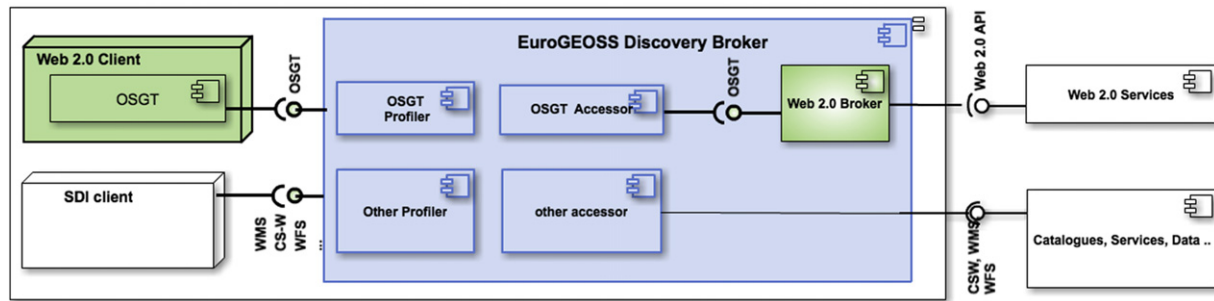 EuroGEOSS Discovery Broker
Web 2.0 Client
OSGT
OSGT
OSGT
Profiler
OSGT Accessor
OSGT
Web 2.0 Broker
Web 2.0 API
Web 2.0 Services
SDI client
WMS
CS-W
WFS
...
Other Profiler
other accessor
CSW, WMS
WFS
Catalogues, Services, Data ..